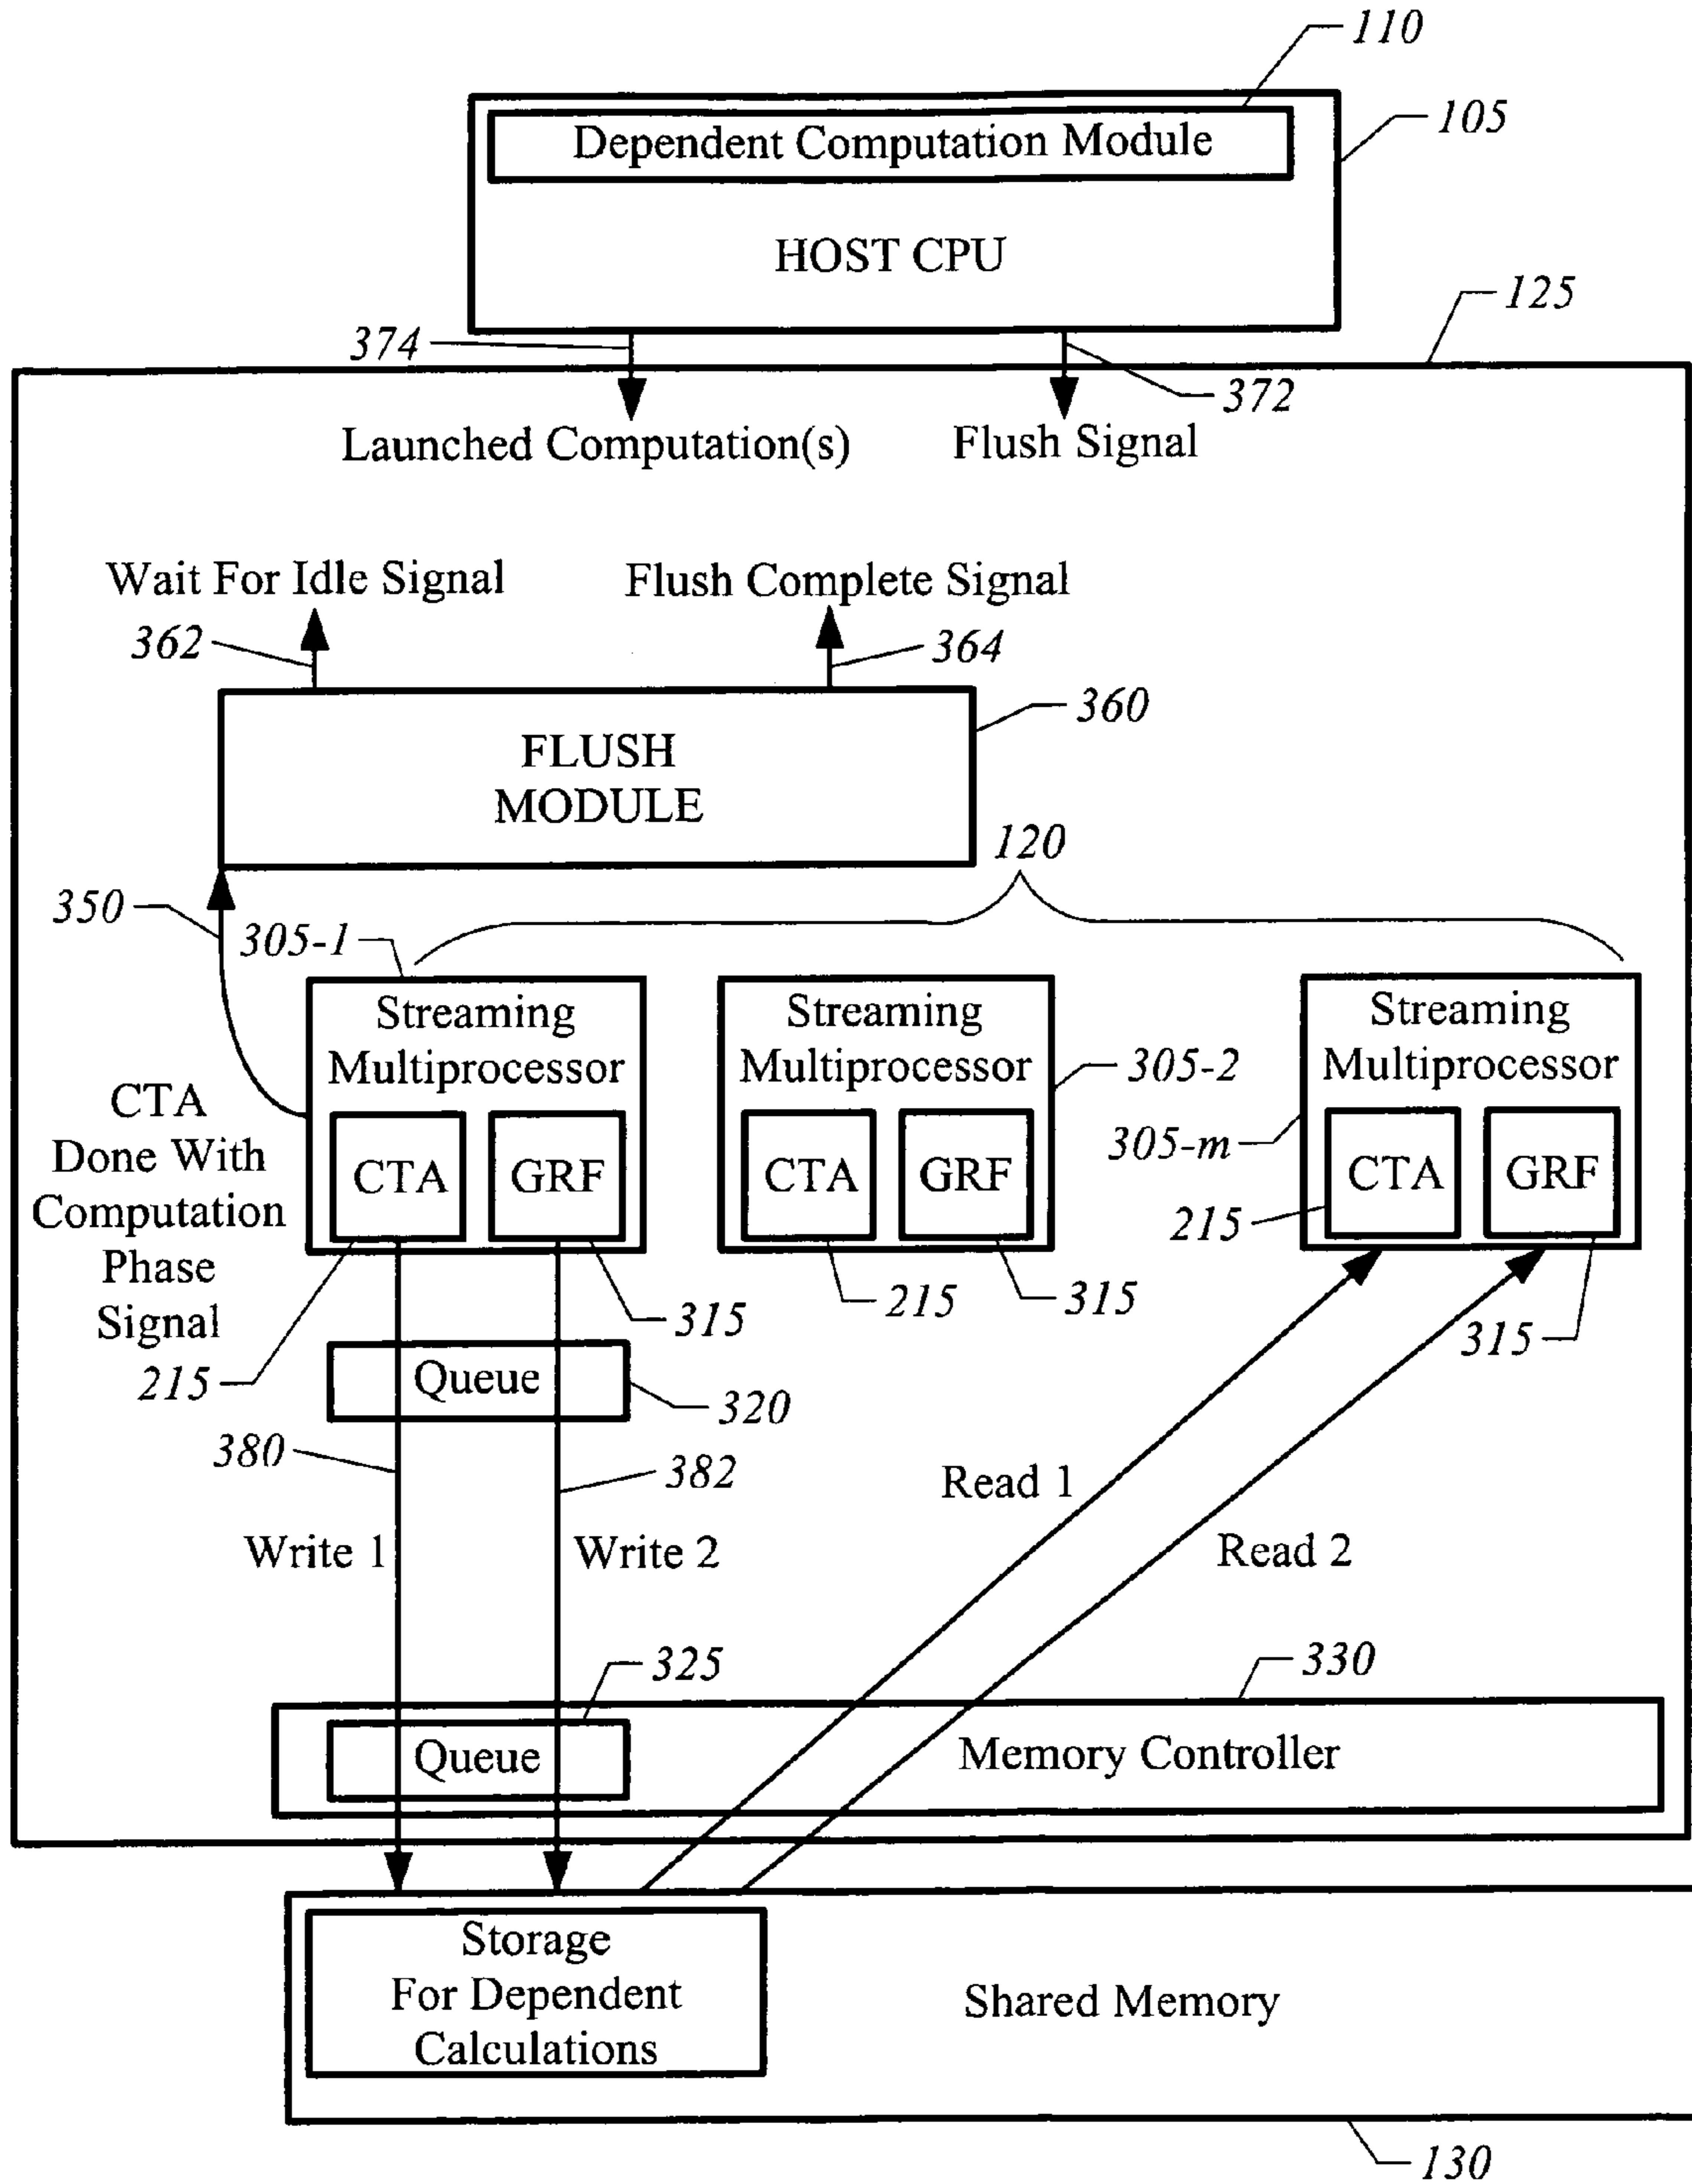 110
Dependent Computation Module
105
HOST CPU
125
374
372
Launched Computation(s)
Flush Signal
Wait For Idle Signal
Flush Complete Signal
362
364
360
FLUSH
MODULE
120
350
305-1
Streaming
Multiprocessor
CTA
GRF
Streaming
Multiprocessor
305-2
CTA
GRF
Streaming
Multiprocessor
305-m
CTA
GRF
215
CTA
Done With
Computation
Phase
Signal
315
215
315
315
215
Queue
320
380
382
Read 1
Write 1
Write 2
Read 2
325
330
Queue
Memory Controller
Storage
For Dependent
Calculations
Shared Memory
130